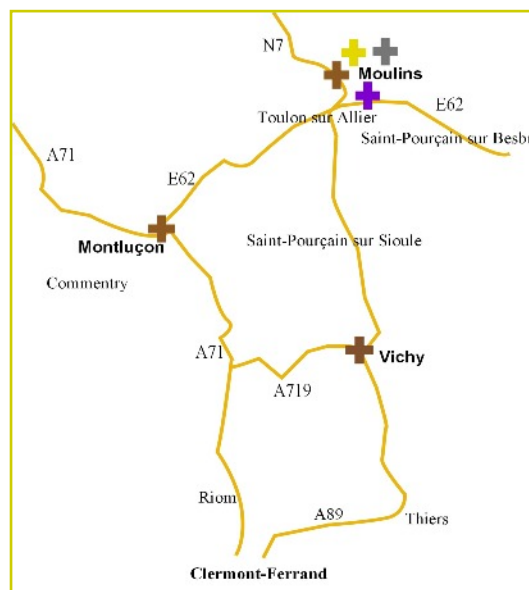 N7
Moulins
E62
Toulon sur Allier
Saint-Pourçain sur Besbr
A71
E62
Montluçon
Saint-Pourçain sur Sioule
Commentry
A71
Vichy
A719
Riom
A89
Thiers
Clermont-Ferrand